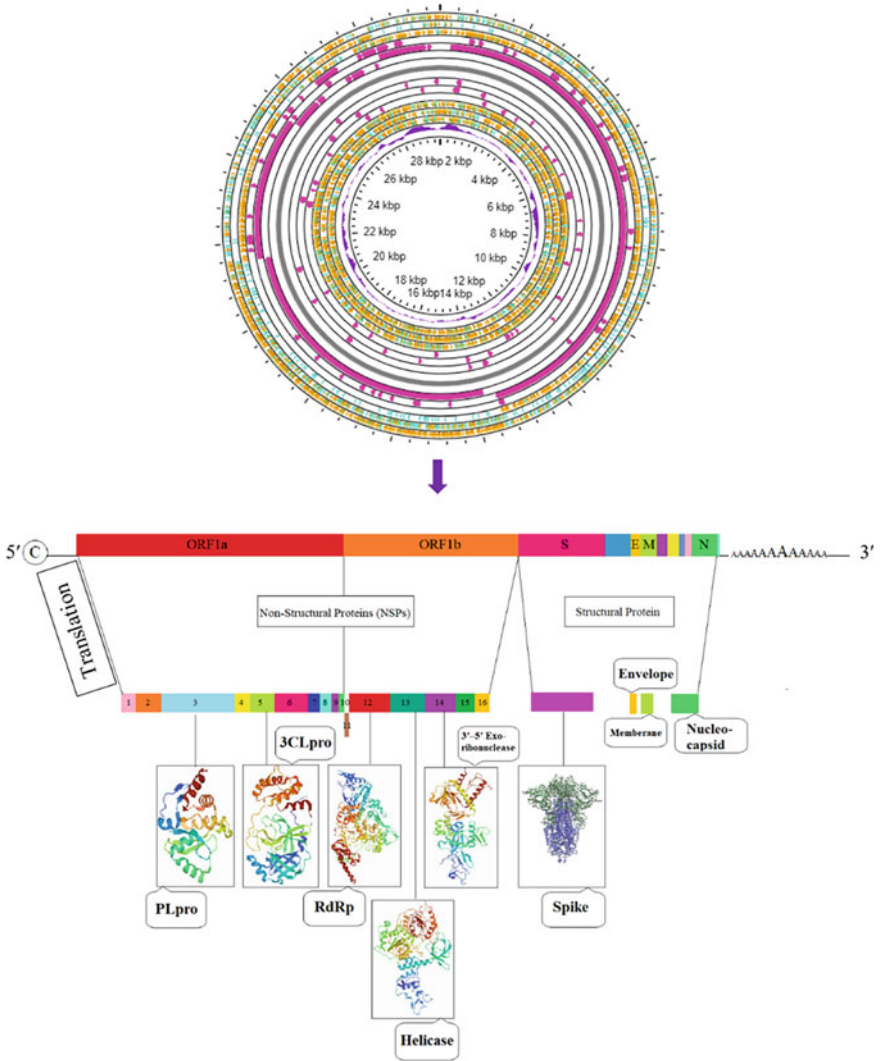 28 kbp
2 kbp
26 kbp
4 kbp
24 kbp
6 kbp
22 kbp
8 kbp
20 kbp
10 kbp
18 kbp
12 kbp
16 kbp
14 kbp
5′
C
ORF1a
ORF1b
S
E
M
N
AAAAAAAAAAAA
3′
Translation
Non-Structural Proteins (NSPs)
Structural Protein
1
2
3
4
5
6
7
8
9
10
11
12
13
14
15
16
Envelope
3CLpro
3′–5′ Exo-
ribonuclease
Memberane
Nucleo-
capsid
PLpro
RdRp
Spike
Helicase